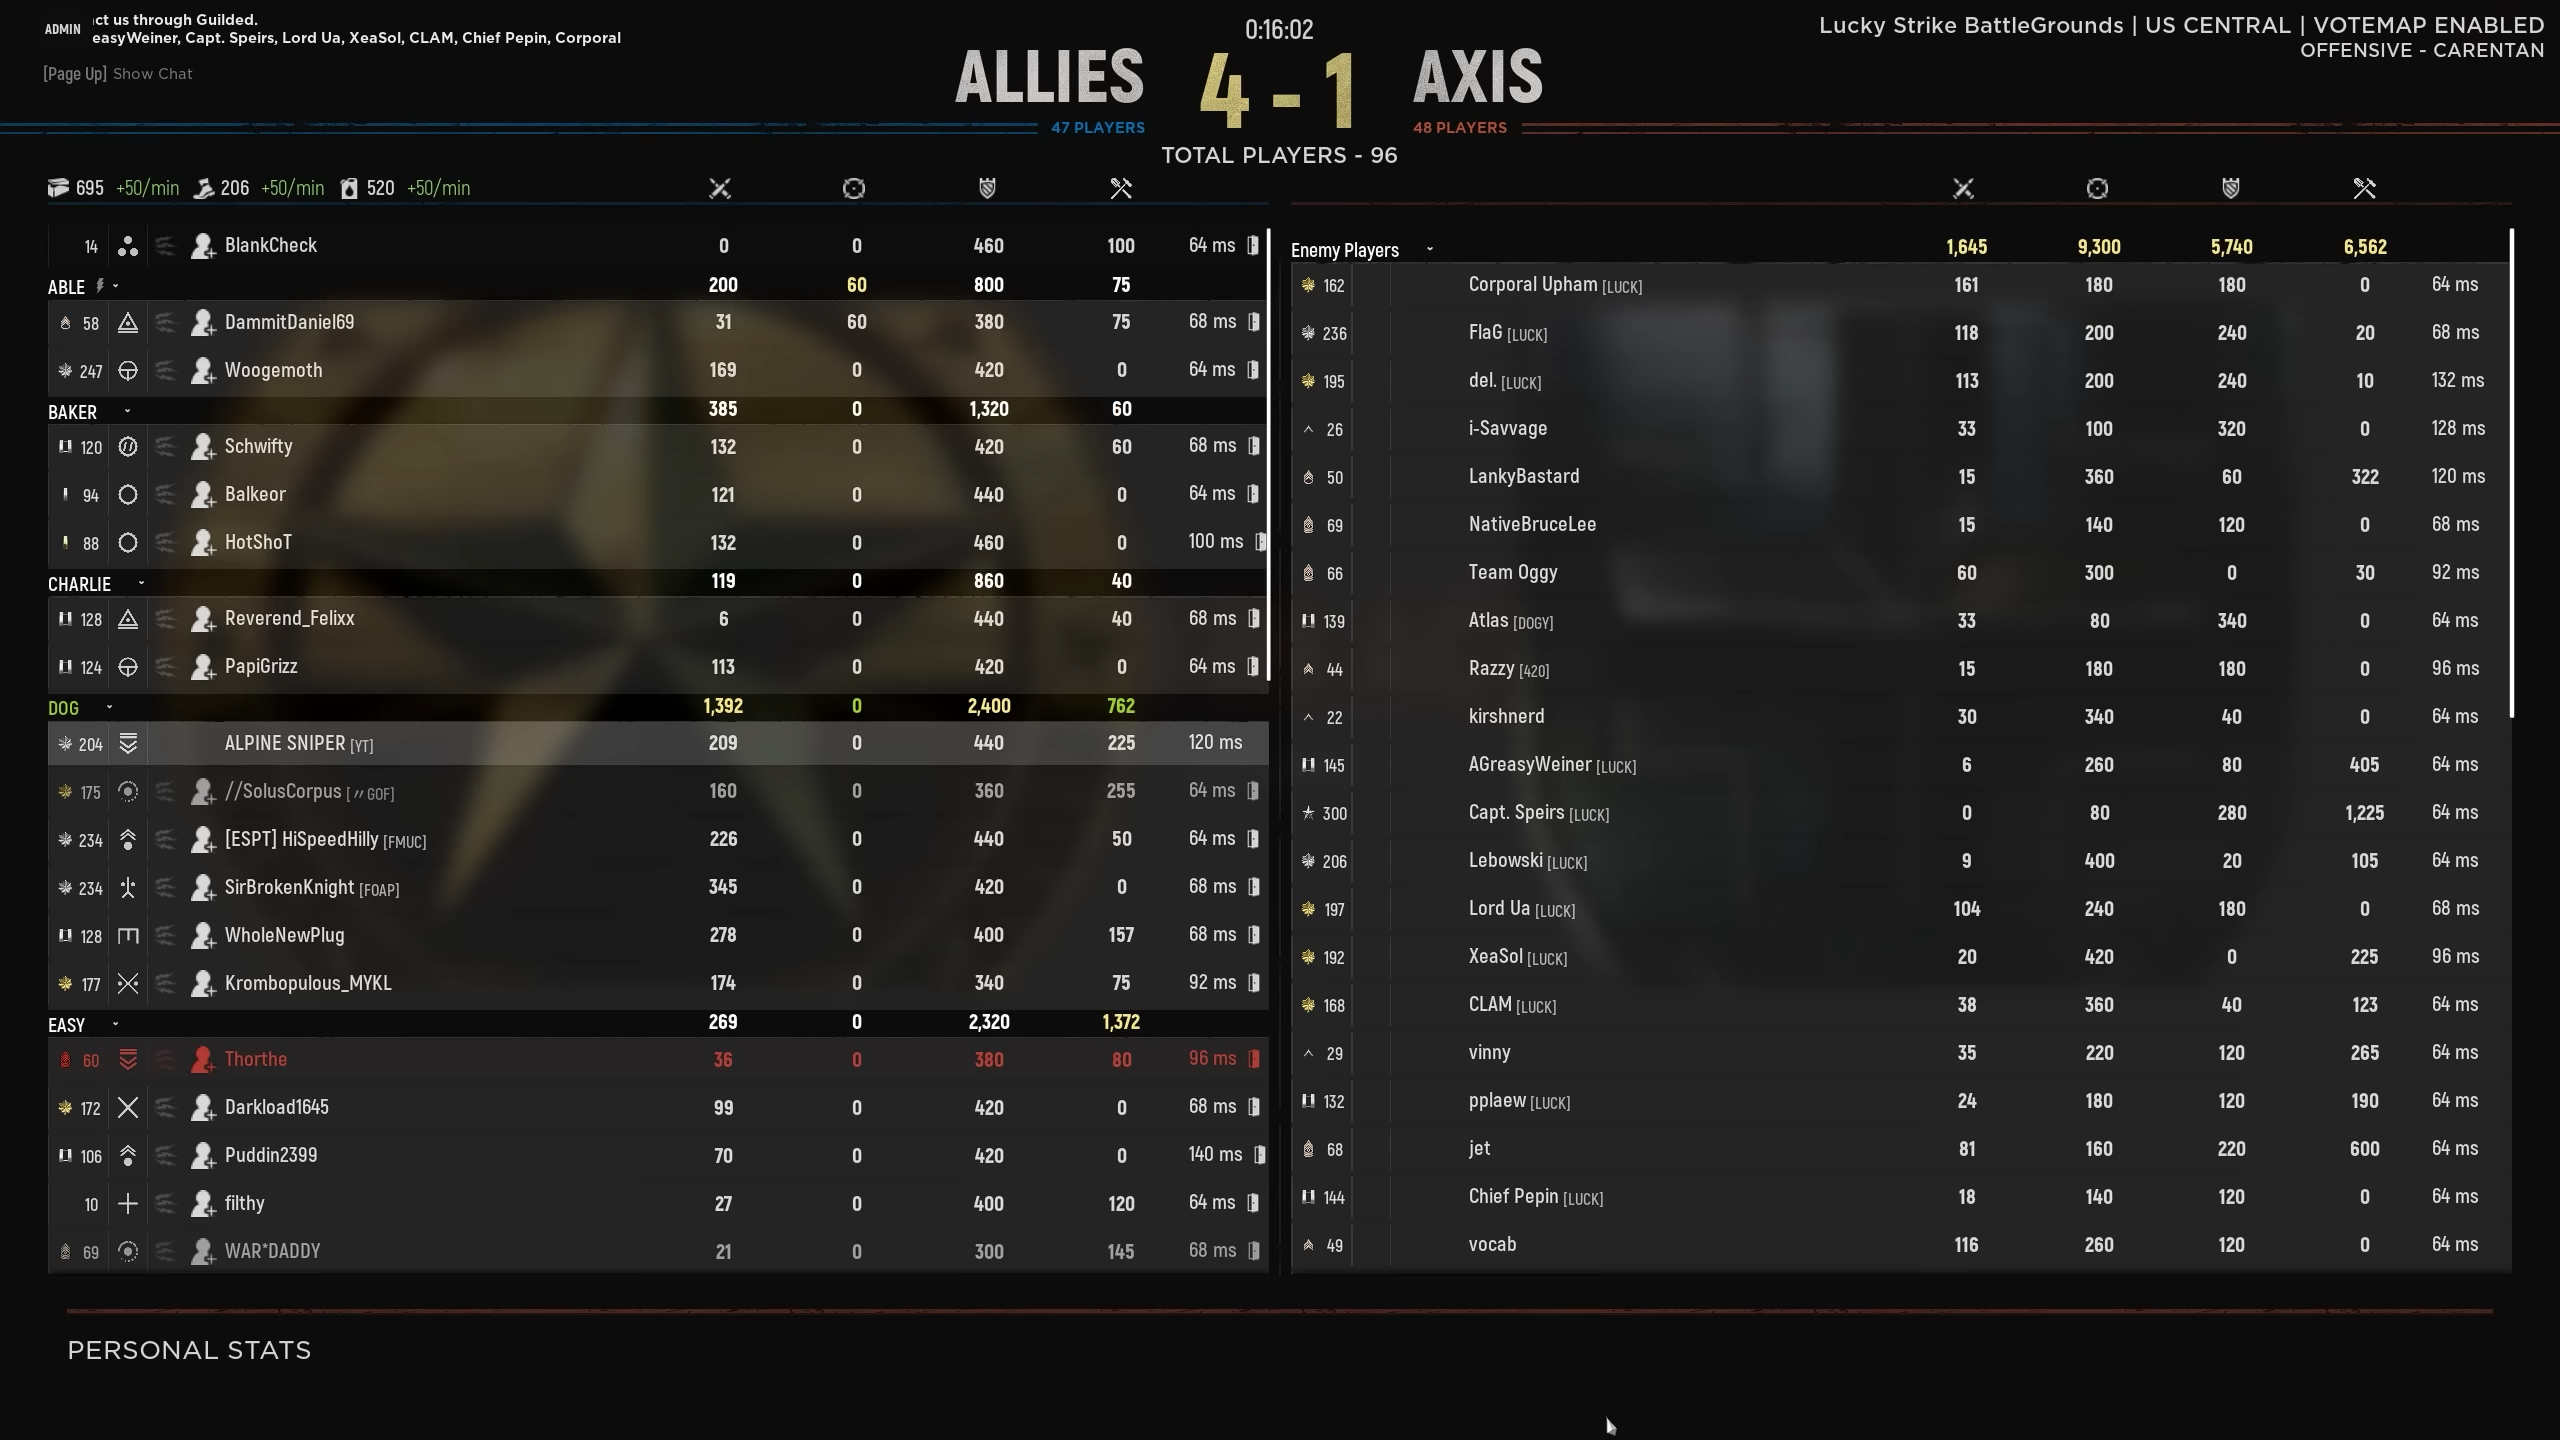 ADMIN
ct us through Guilded.
easyWeiner, Capt. Speirs, Lord Ua, XeaSol, CLAM, Chief Pepin, Corporal
[Page Up] Show Chat
0:16:02
ALLIES 4 - 1 AXIS
47 PLAYERS
48 PLAYERS
TOTAL PLAYERS - 96
Lucky Strike BattleGrounds | US CENTRAL | VOTEMAP ENABLED
OFFENSIVE - CARENTAN
695 +50/min 206 +50/min 520 +50/min
14 BlankCheck 0 0 460 100 64 ms
ABLE 200 60 800 75
58 DammitDaniel69 31 60 380 75 68 ms
247 Woogemoth 169 0 420 0 64 ms
BAKER 385 0 1,320 60
120 Schwifty 132 0 420 60 68 ms
94 Balkeor 121 0 440 0 64 ms
88 HotShoT 132 0 460 0 100 ms
CHARLIE 119 0 860 40
128 Reverend_Felixx 6 0 440 40 68 ms
124 PapiGrizz 113 0 420 0 64 ms
DOG 1,392 0 2,400 762
204 ALPINE SNIPER [YT] 209 0 440 225 120 ms
175 //SolusCorpus [〃GOF] 160 0 360 255 64 ms
234 [ESPT] HiSpeedHilly [FMUC] 226 0 440 50 64 ms
234 SirBrokenKnight [FOAP] 345 0 420 0 68 ms
128 WholeNewPlug 278 0 400 157 68 ms
177 Krombopulous_MYKL 174 0 340 75 92 ms
EASY 269 0 2,320 1,372
60 Thorthe 36 0 380 80 96 ms
172 Darkload1645 99 0 420 0 68 ms
106 Puddin2399 70 0 420 0 140 ms
10 filthy 27 0 400 120 64 ms
69 WAR*DADDY 21 0 300 145 68 ms
Enemy Players 1,645 9,300 5,740 6,562
162 Corporal Upham [LUCK] 161 180 180 0 64 ms
236 FlaG [LUCK] 118 200 240 20 68 ms
195 del. [LUCK] 113 200 240 10 132 ms
26 i-Savvage 33 100 320 0 128 ms
50 LankyBastard 15 360 60 322 120 ms
69 NativeBruceLee 15 140 120 0 68 ms
66 Team Oggy 60 300 0 30 92 ms
139 Atlas [DOGY] 33 80 340 0 64 ms
44 Razzy [420] 15 180 180 0 96 ms
22 kirshnerd 30 340 40 0 64 ms
145 AGreasyWeiner [LUCK] 6 260 80 405 64 ms
300 Capt. Speirs [LUCK] 0 80 280 1,225 64 ms
206 Lebowski [LUCK] 9 400 20 105 64 ms
197 Lord Ua [LUCK] 104 240 180 0 68 ms
192 XeaSol [LUCK] 20 420 0 225 96 ms
168 CLAM [LUCK] 38 360 40 123 64 ms
29 vinny 35 220 120 265 64 ms
132 pplaew [LUCK] 24 180 120 190 64 ms
68 jet 81 160 220 600 64 ms
144 Chief Pepin [LUCK] 18 140 120 0 64 ms
49 vocab 116 260 120 0 64 ms
PERSONAL STATS